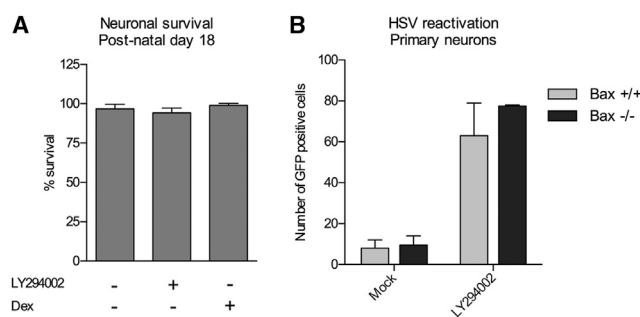 A
Neuronal survival
Post-natal day 18
125
100
75
50
25
0
% survival
LY294002 - + -
Dex - - +
B
HSV reactivation
Primary neurons
100
80
60
40
20
0
Number of GFP positive cells
Mock
LY294002
Bax +/+
Bax -/-